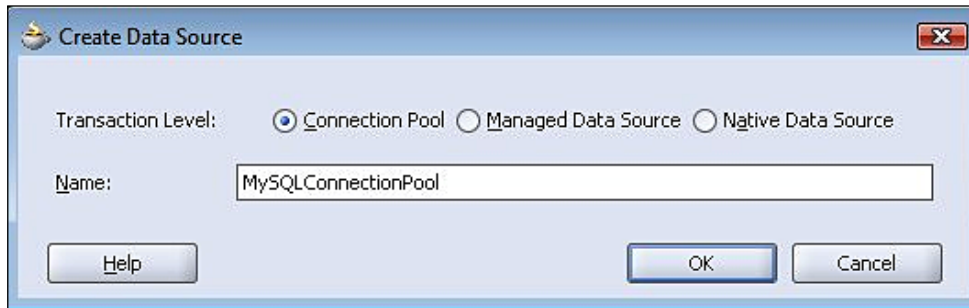 Create Data Source
Transaction Level: Connection Pool Managed Data Source Native Data Source
Name: MySQLConnectionPool
Help OK Cancel